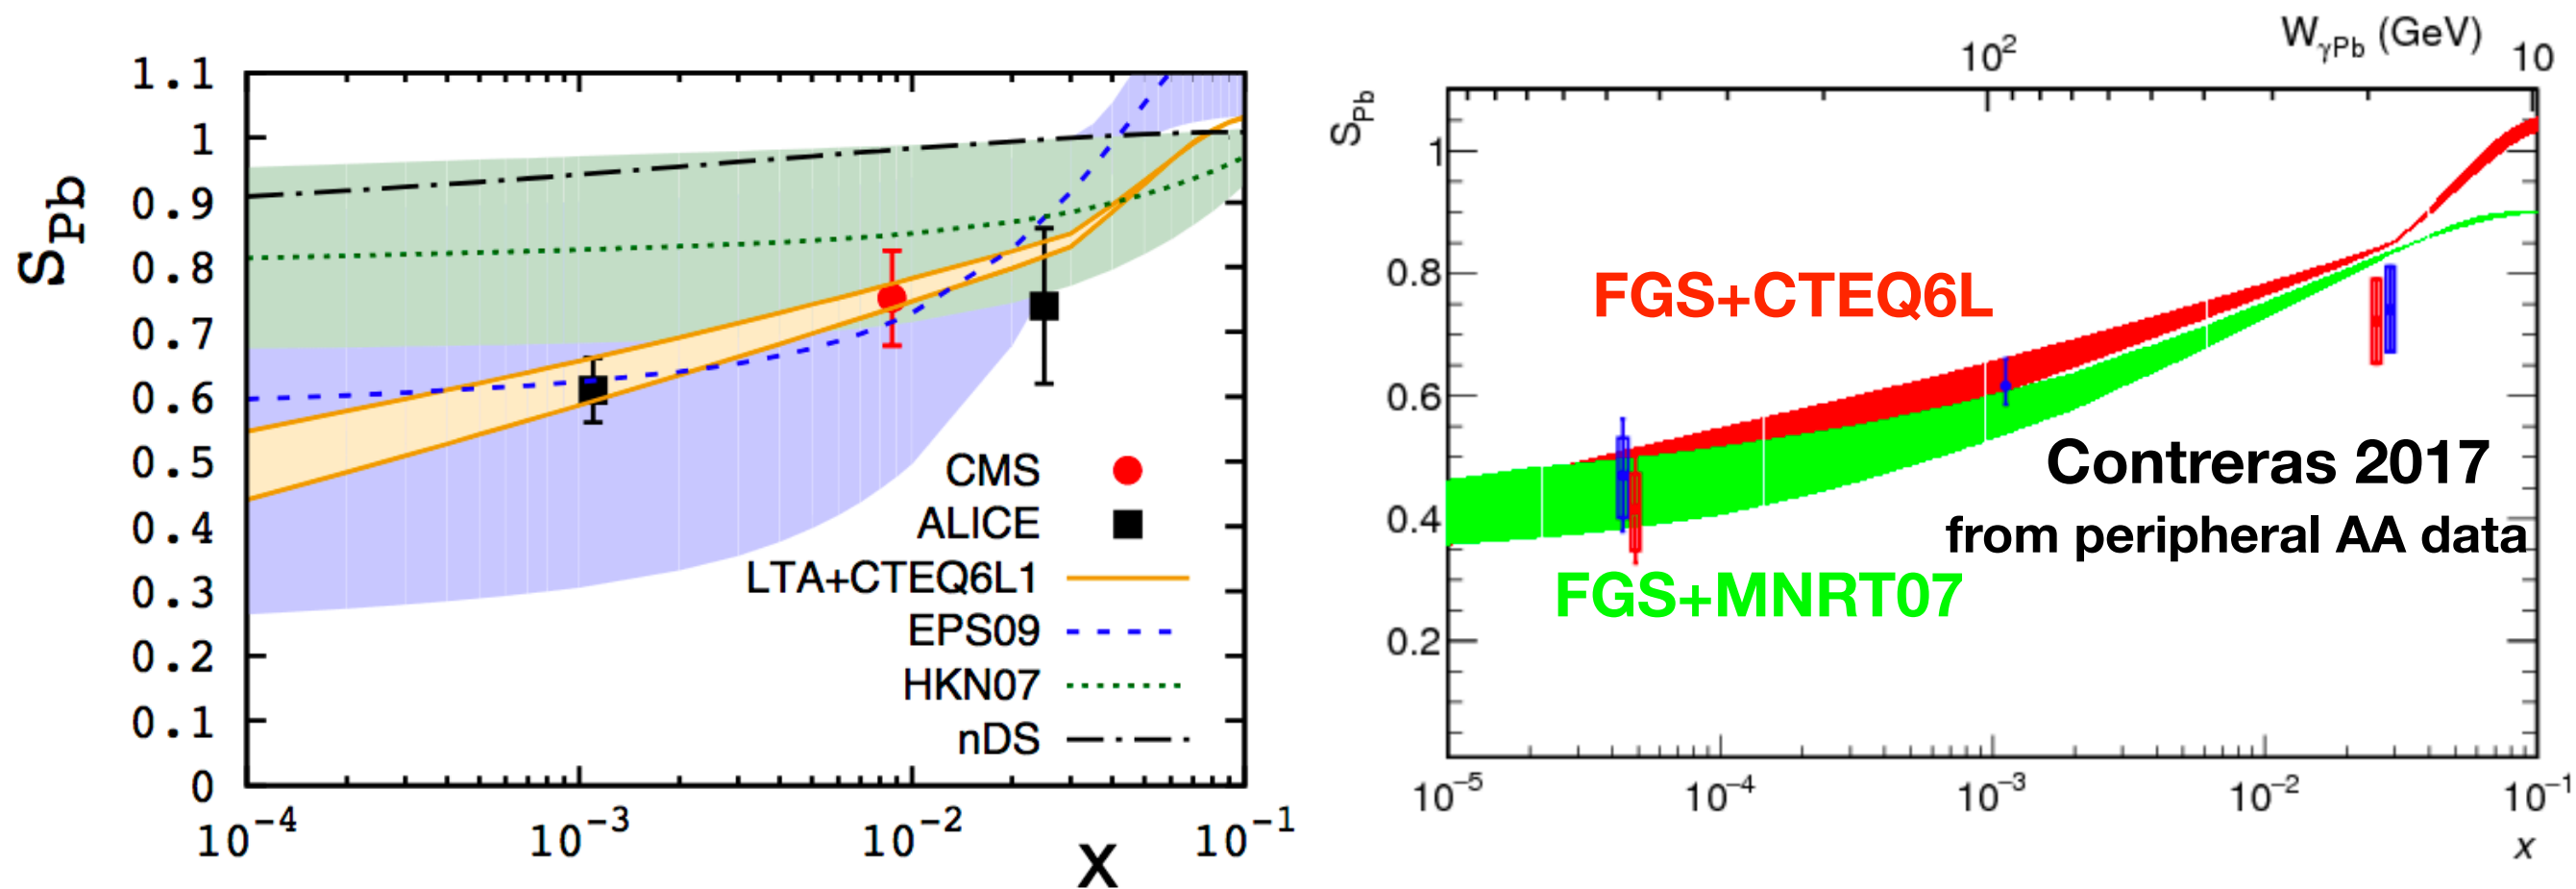 1.1
1
0.9
0.8
0.7
0.6
0.5
0.4
0.3
0.2
0.1
0
S_Pb
CMS
ALICE
LTA+CTEQ6L1
EPS09
HKN07
nDS
10^−4 10^−3 10^−2 10^−1
x
W_γPb (GeV)
10^2 10
S_Pb
1
0.8
0.6
0.4
0.2
FGS+CTEQ6L
Contreras 2017
from peripheral AA data
FGS+MNRT07
10^−5 10^−4 10^−3 10^−2 10^−1
x